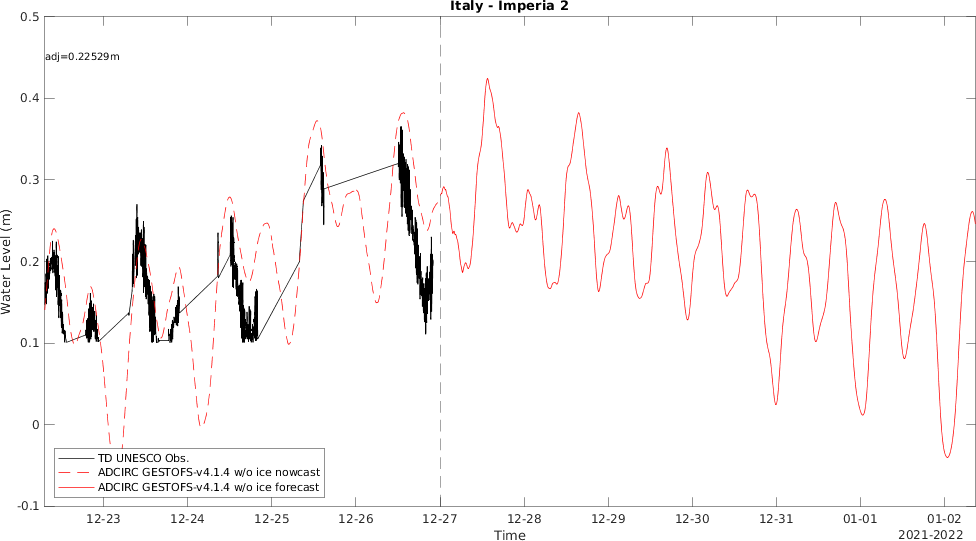 Italy - Imperia 2
0.5
adj=0.22529m
0.4
0.3
0.2
0.1
0
-0.1
Water Level (m)
TD UNESCO Obs.
ADCIRC GESTOFS-v4.1.4 w/o ice nowcast
ADCIRC GESTOFS-v4.1.4 w/o ice forecast
12-23 12-24 12-25 12-26 12-27 12-28 12-29 12-30 12-31 01-01 01-02
Time
2021-2022